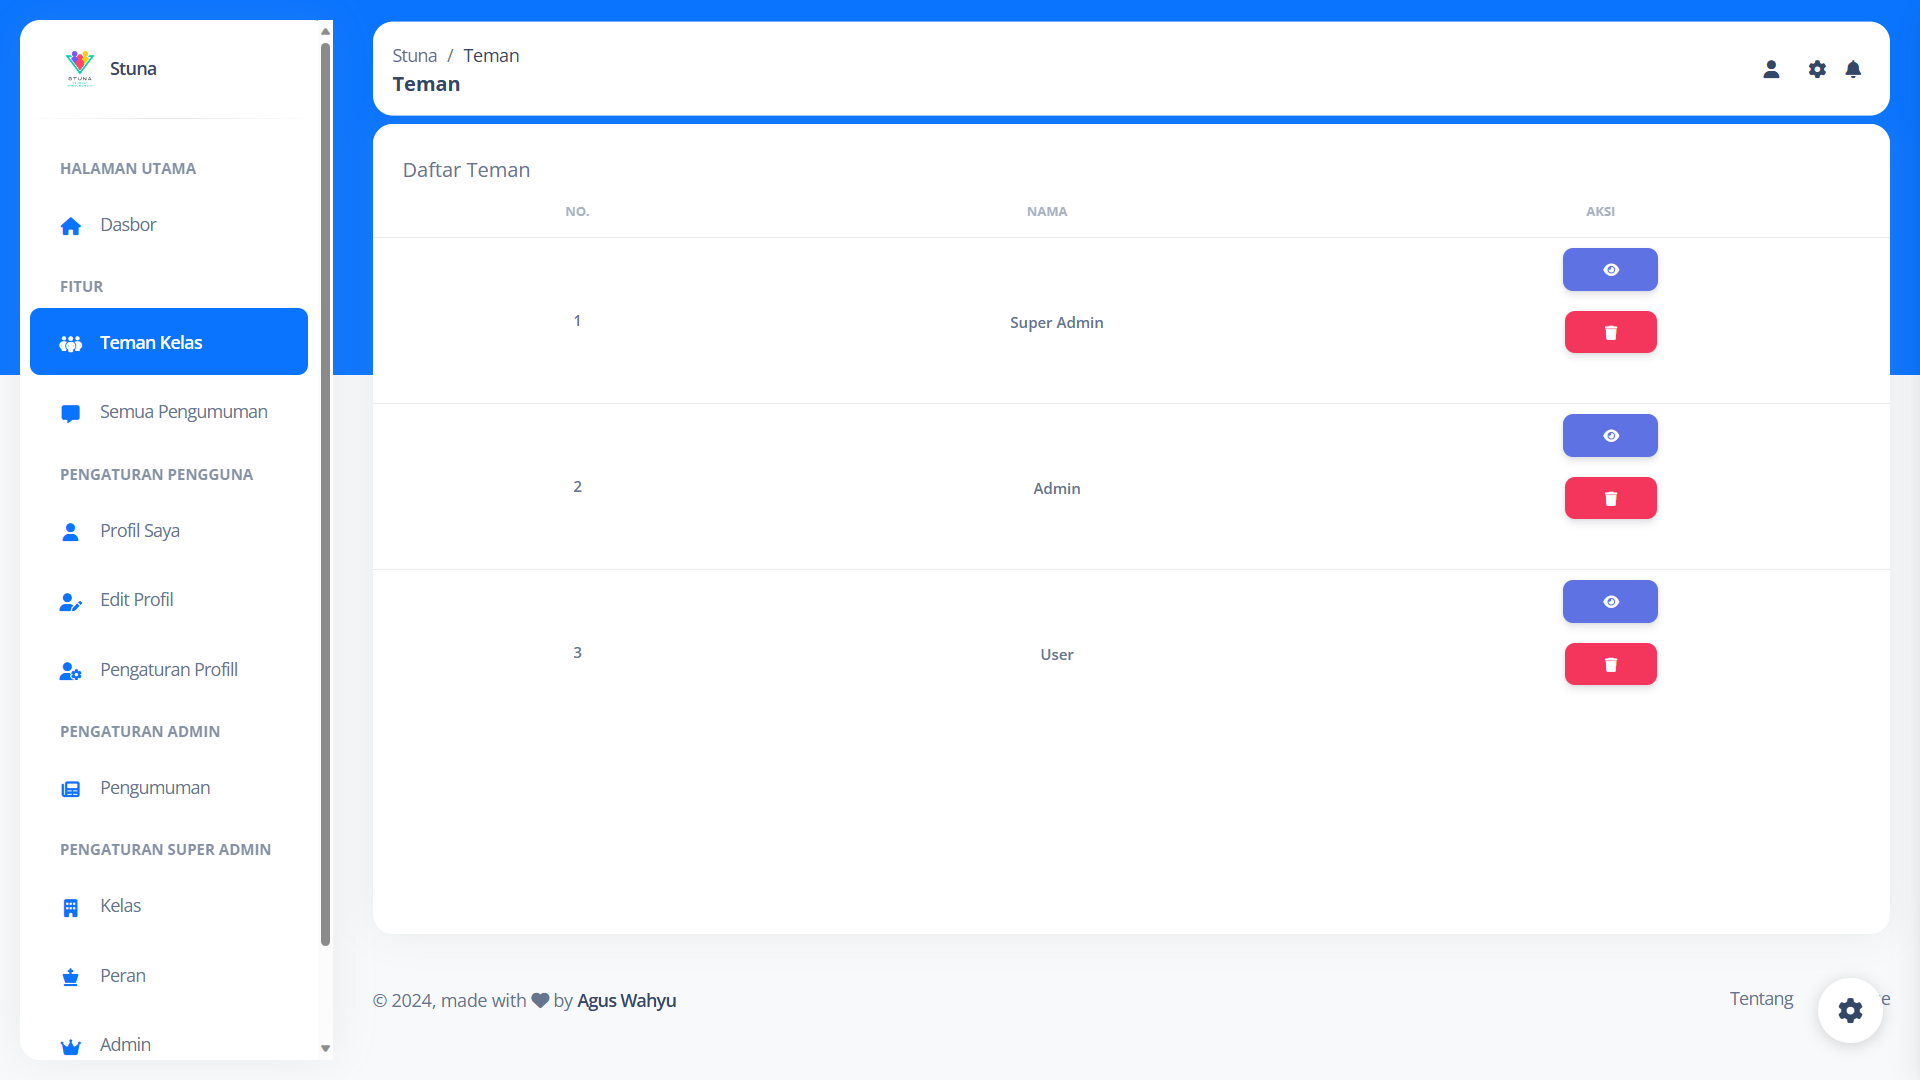 STUNA
Stuna
HALAMAN UTAMA
Dasbor
FITUR
Teman Kelas
Semua Pengumuman
PENGATURAN PENGGUNA
Profil Saya
Edit Profil
Pengaturan Profill
PENGATURAN ADMIN
Pengumuman
PENGATURAN SUPER ADMIN
Kelas
Peran
Admin
Stuna / Teman
Teman
Daftar Teman
NO. NAMA AKSI
1 Super Admin
2 Admin
3 User
© 2024, made with by Agus Wahyu
Tentang